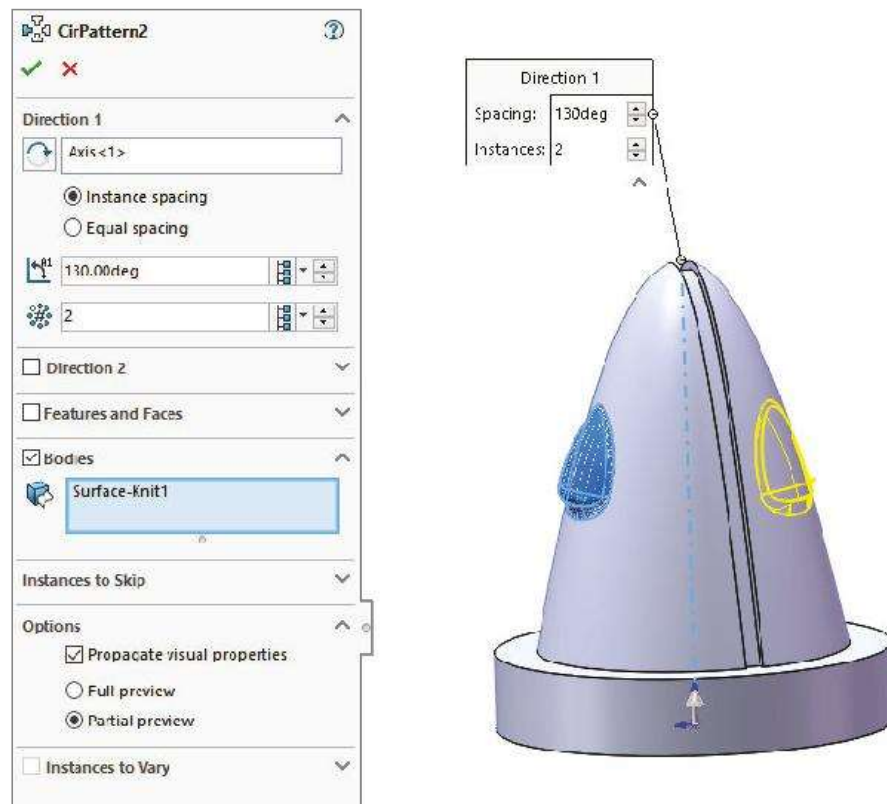 CirPattern2
Direction 1
Axis<1>
Instance spacing
Equal spacing
130.00deg
2
Direction 2
Features and Faces
Bodies
Surface-Knit1
Instances to Skip
Options
Propagate visual properties
Full preview
Partial preview
Instances to Vary
Direction 1
Spacing: 130deg
Instances: 2